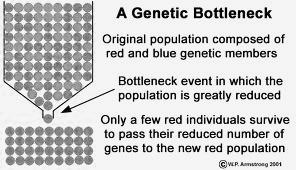 A Genetic Bottleneck
Original population composed of
red and blue genetic members
Bottleneck event in which the
population is greatly reduced
Only a few red individuals survive
to pass their reduced number of
genes to the new red population
© W.P. Armstrong 2001